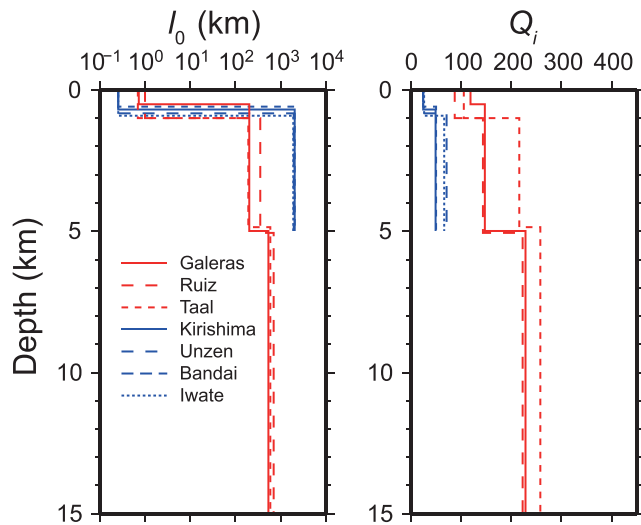 l₀ (km)
10⁻¹ 10⁰ 10¹ 10² 10³ 10⁴
0
5
10
15
Depth (km)
Galeras
Ruiz
Taal
Kirishima
Unzen
Bandai
Iwate
Qᵢ
0 100 200 300 400
0
5
10
15